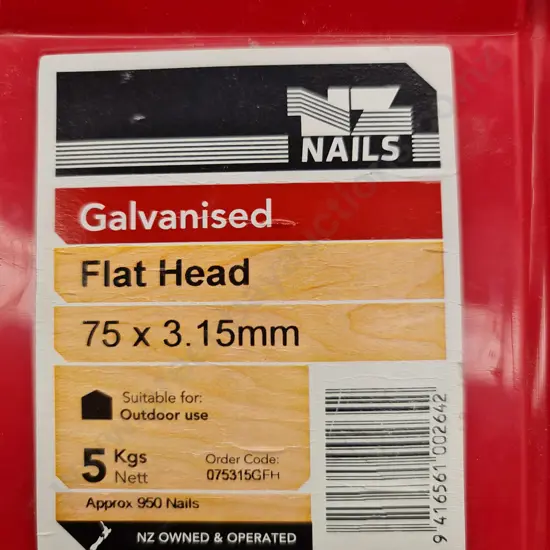 NZ
NAILS
Galvanised
Flat Head
75 x 3.15mm
Suitable for:
Outdoor use
5 Kgs
Nett
Order Code:
075315GFH
Approx 950 Nails
NZ OWNED & OPERATED
9 416561 002642